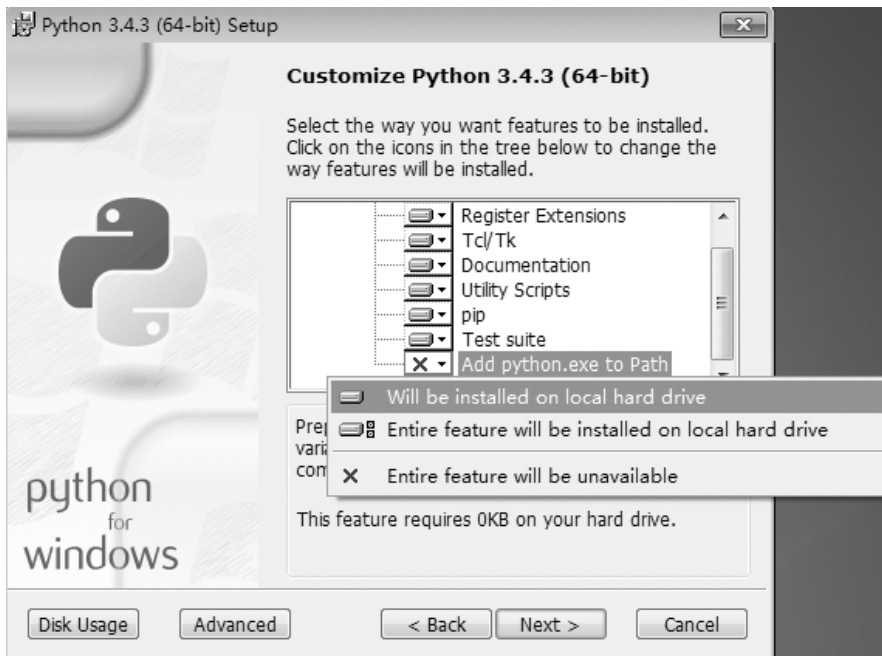 Python 3.4.3 (64-bit) Setup
Customize Python 3.4.3 (64-bit)
Select the way you want features to be installed.
Click on the icons in the tree below to change the
way features will be installed.
Register Extensions
Tcl/Tk
Documentation
Utility Scripts
pip
Test suite
Add python.exe to Path
Will be installed on local hard drive
Entire feature will be installed on local hard drive
Entire feature will be unavailable
This feature requires 0KB on your hard drive.
python
for
windows
Disk Usage
Advanced
< Back
Next >
Cancel